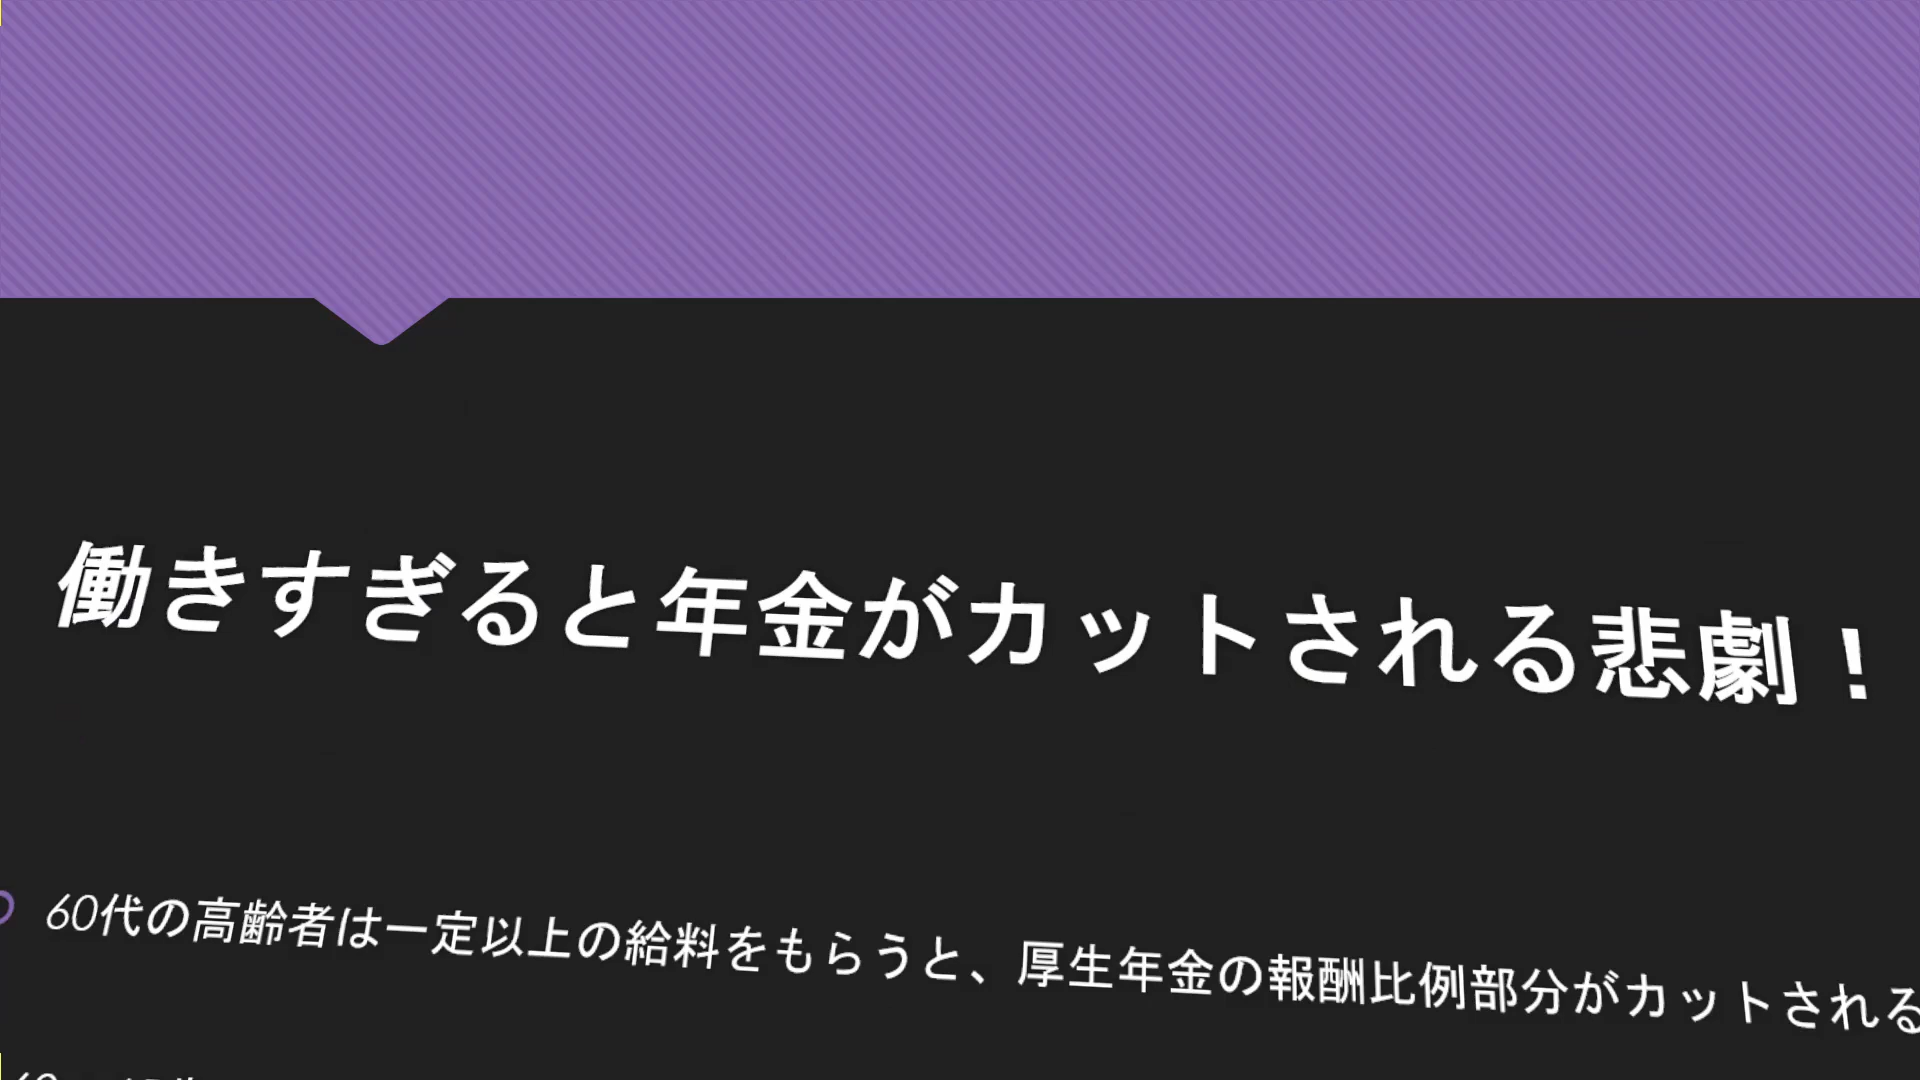 働きすぎると年金がカットされる悲劇！
60代の高齢者は一定以上の給料をもらうと、厚生年金の報酬比例部分がカットされる